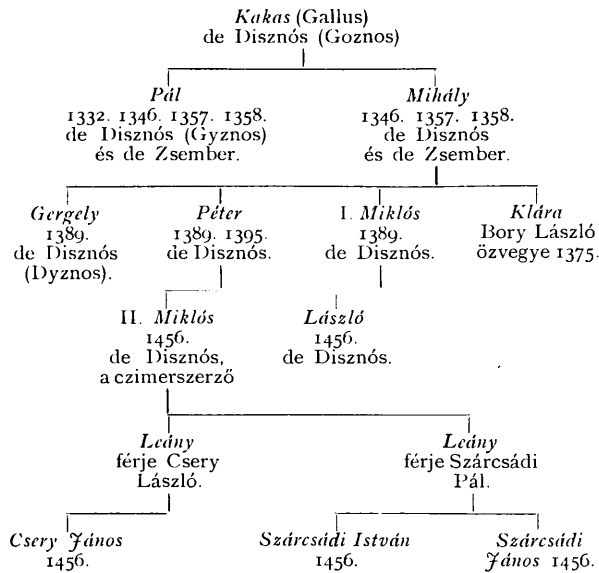 Kakas (Gallus)
de Disznós (Goznos)
Pál
1332. 1346. 1357. 1358.
de Disznós (Gyznos)
és de Zsember.
Mihály
1346. 1357. 1358.
de Disznós
és de Zsember.
Gergely
1389.
de Disznós
(Dyznos).
Péter
1389. 1395.
de Disznós.
I. Miklós
1389.
de Disznós.
Klára
Bory László
özvegye 1375.
II. Miklós
1456.
de Disznós,
a czimerszerző
László
1456.
de Disznós.
Leány
férje Csery
László.
Leány
férje Szárcsádi
Pál.
Csery János
1456.
Szárcsádi István
1456.
Szárcsádi
János 1456.